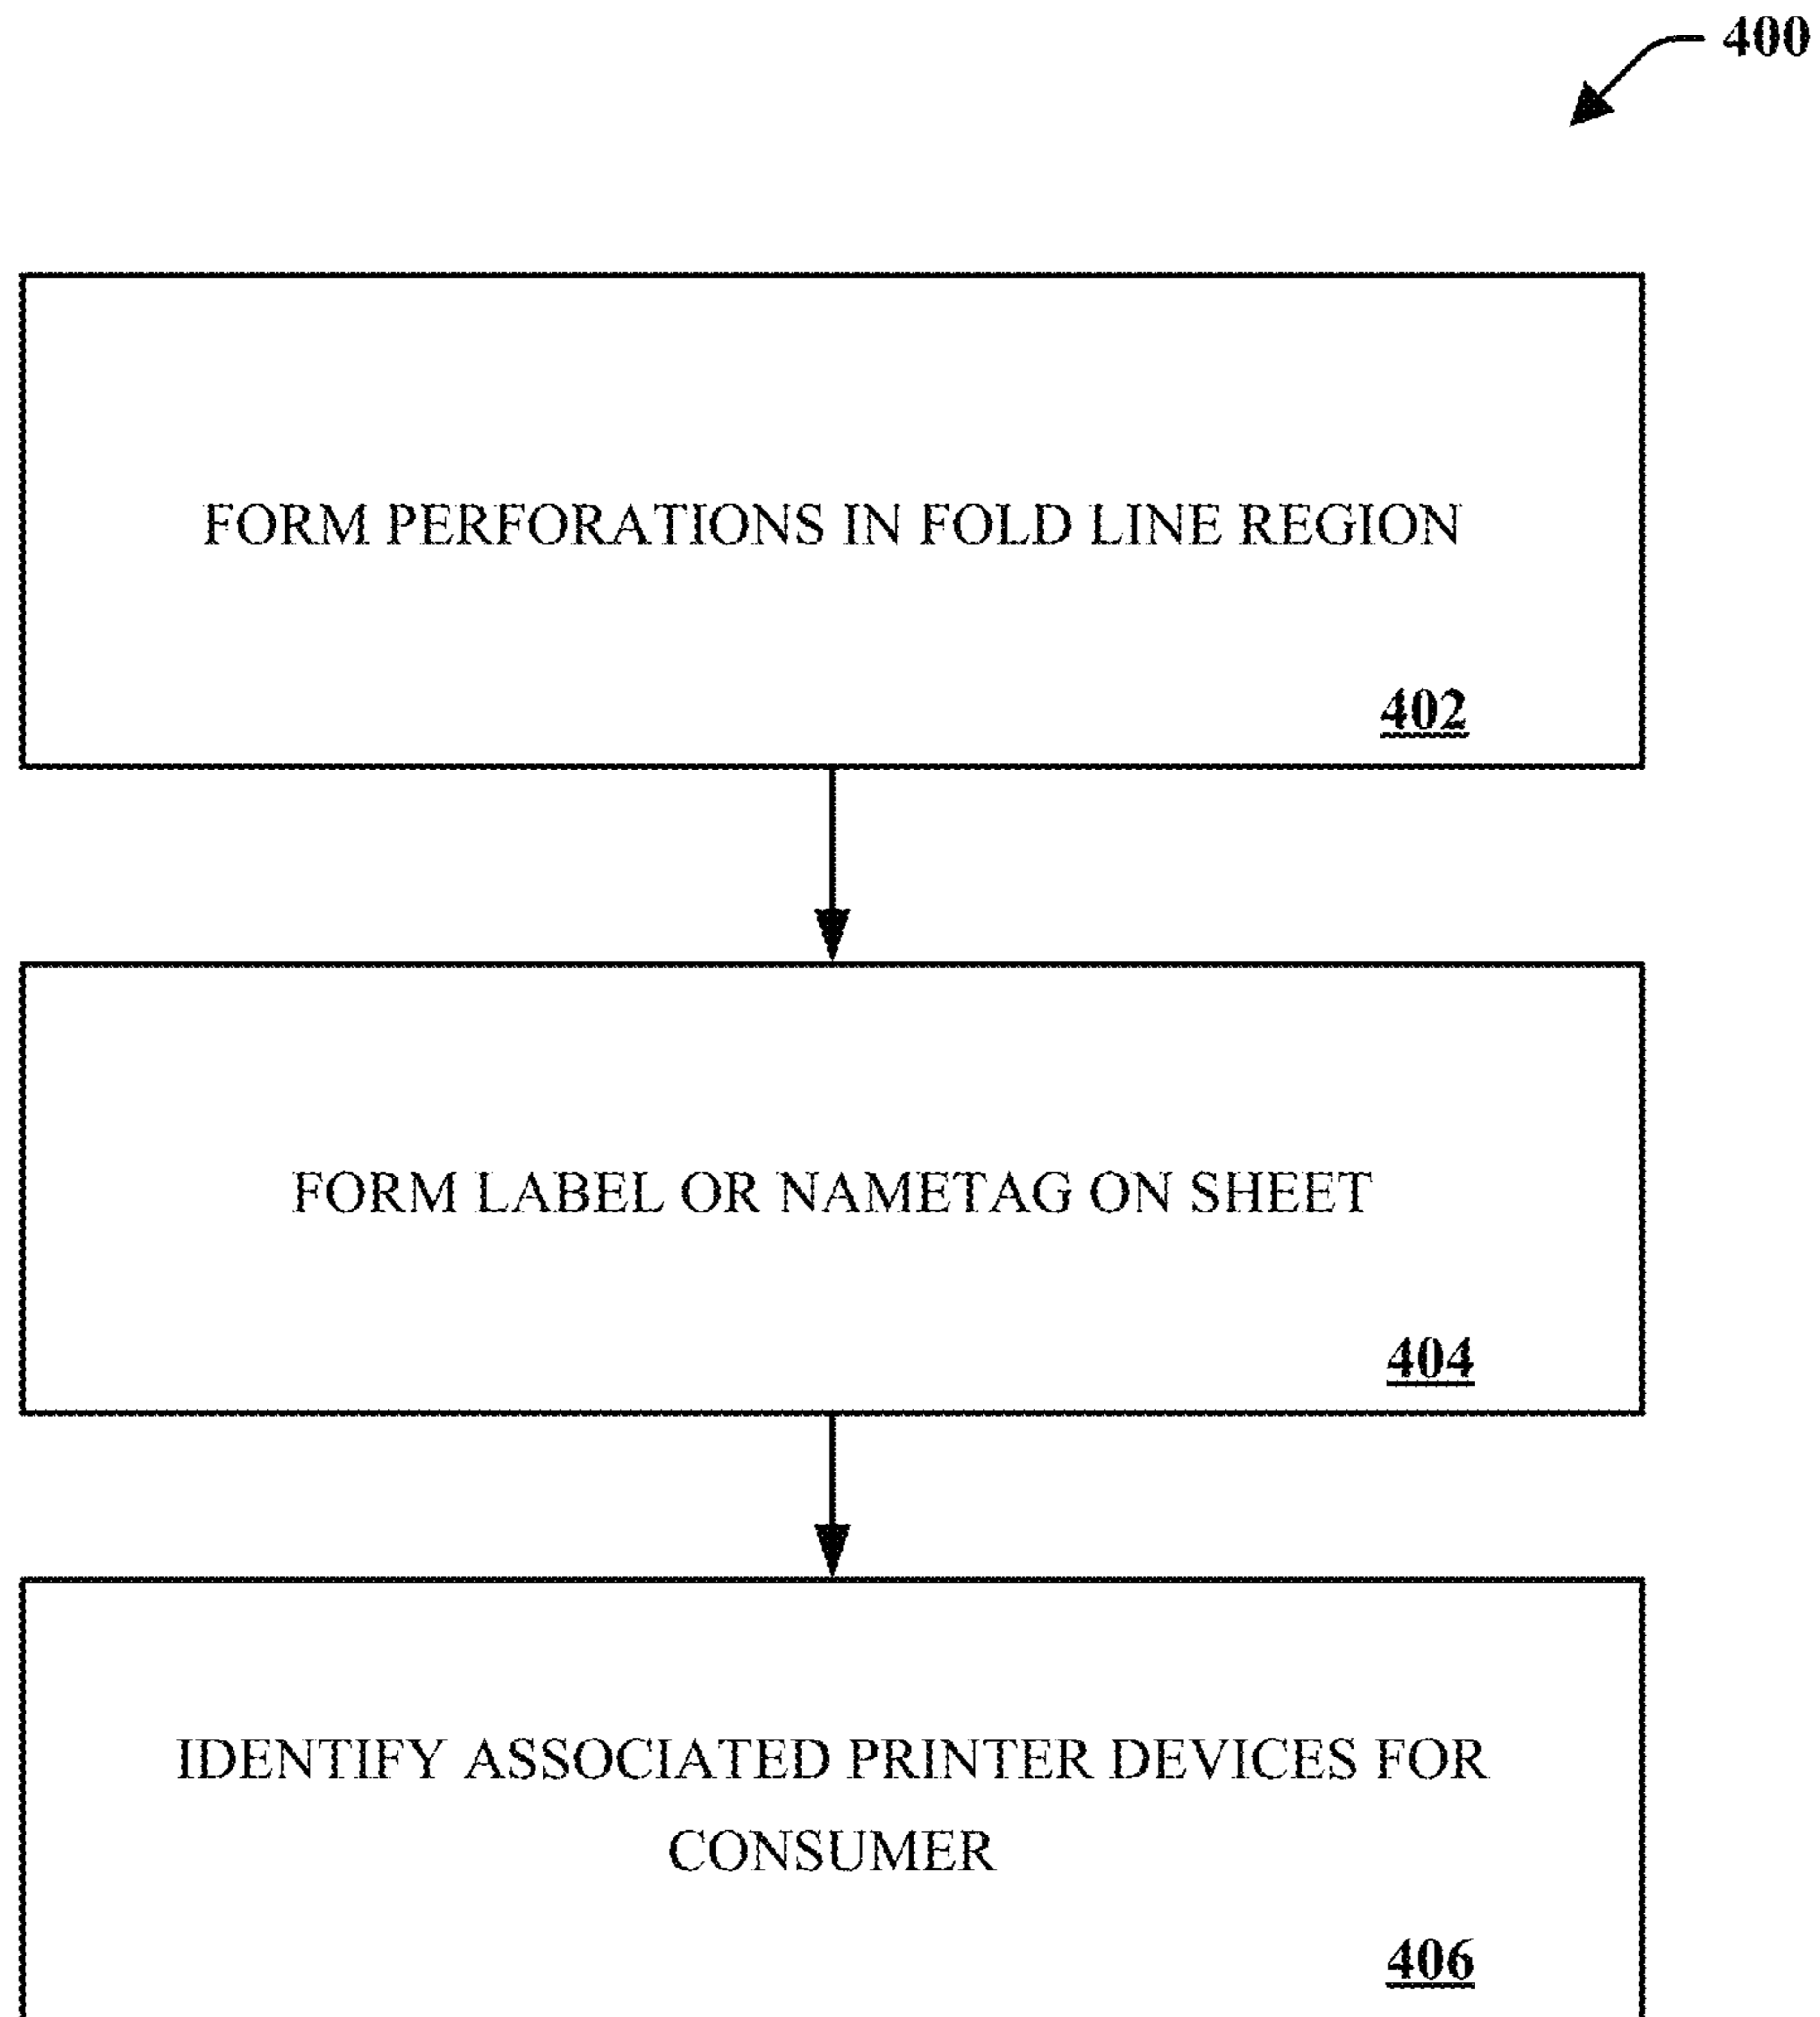 400
FORM PERFORATIONS IN FOLD LINE REGION
402
FORM LABEL OR NAMETAG ON SHEET
404
IDENTIFY ASSOCIATED PRINTER DEVICES FOR
CONSUMER
406